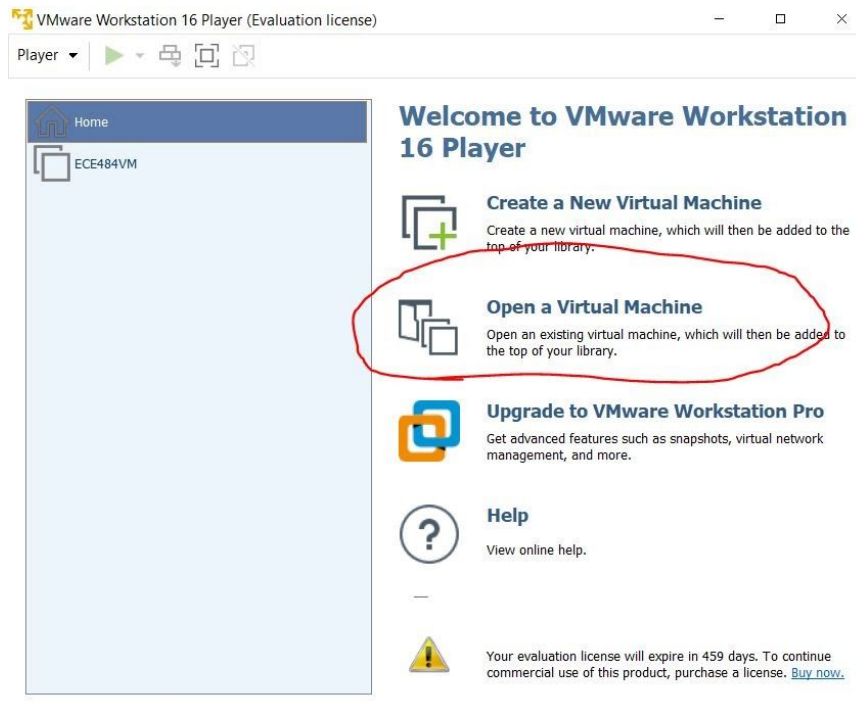 VMware Workstation 16 Player (Evaluation license)
Player
Home
ECE484VM
Welcome to VMware Workstation
16 Player
Create a New Virtual Machine
Create a new virtual machine, which will then be added to the
top of your library.
Open a Virtual Machine
Open an existing virtual machine, which will then be added to
the top of your library.
Upgrade to VMware Workstation Pro
Get advanced features such as snapshots, virtual network
management, and more.
Help
View online help.
Your evaluation license will expire in 459 days. To continue
commercial use of this product, purchase a license. Buy now.